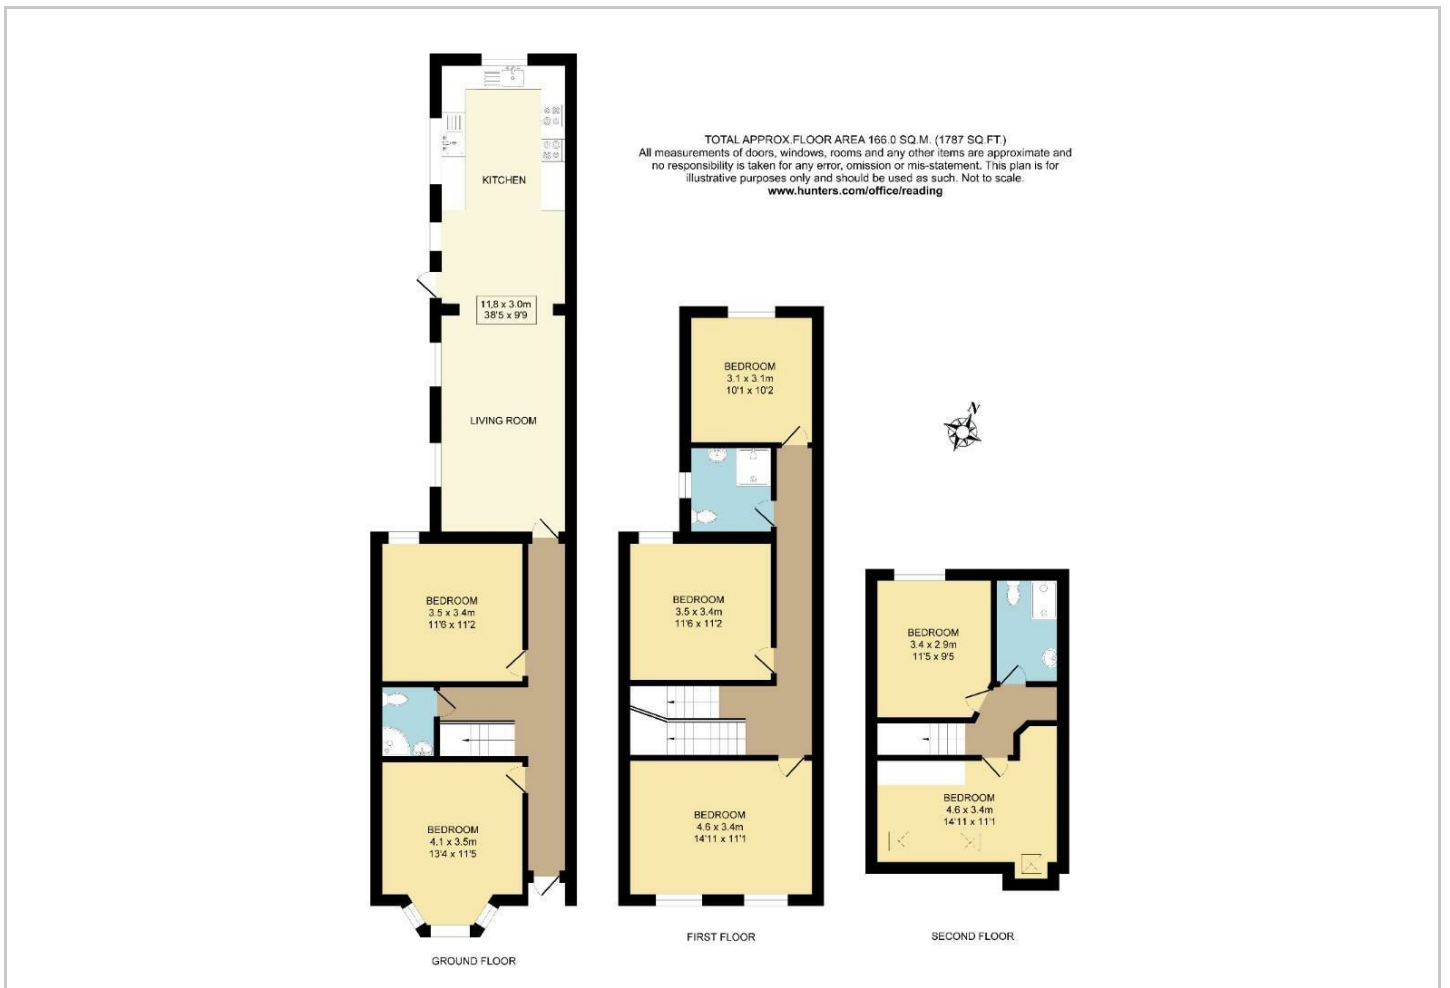 TOTAL APPROX.FLOOR AREA 166.0 SQ.M. (1787 SQ.FT.)
All measurements of doors, windows, rooms and any other items are approximate and
no responsibility is taken for any error, omission or mis-statement. This plan is for
illustrative purposes only and should be used as such. Not to scale.
www.hunters.com/office/reading
KITCHEN
11.8 x 3.0m
38'5 x 9'9
LIVING ROOM
BEDROOM
3.5 x 3.4m
11'6 x 11'2
BEDROOM
4.1 x 3.5m
13'4 x 11'5
GROUND FLOOR
BEDROOM
3.1 x 3.1m
10'1 x 10'2
BEDROOM
3.5 x 3.4m
11'6 x 11'2
BEDROOM
4.6 x 3.4m
14'11 x 11'1
FIRST FLOOR
N
BEDROOM
3.4 x 2.9m
11'5 x 9'5
BEDROOM
4.6 x 3.4m
14'11 x 11'1
SECOND FLOOR